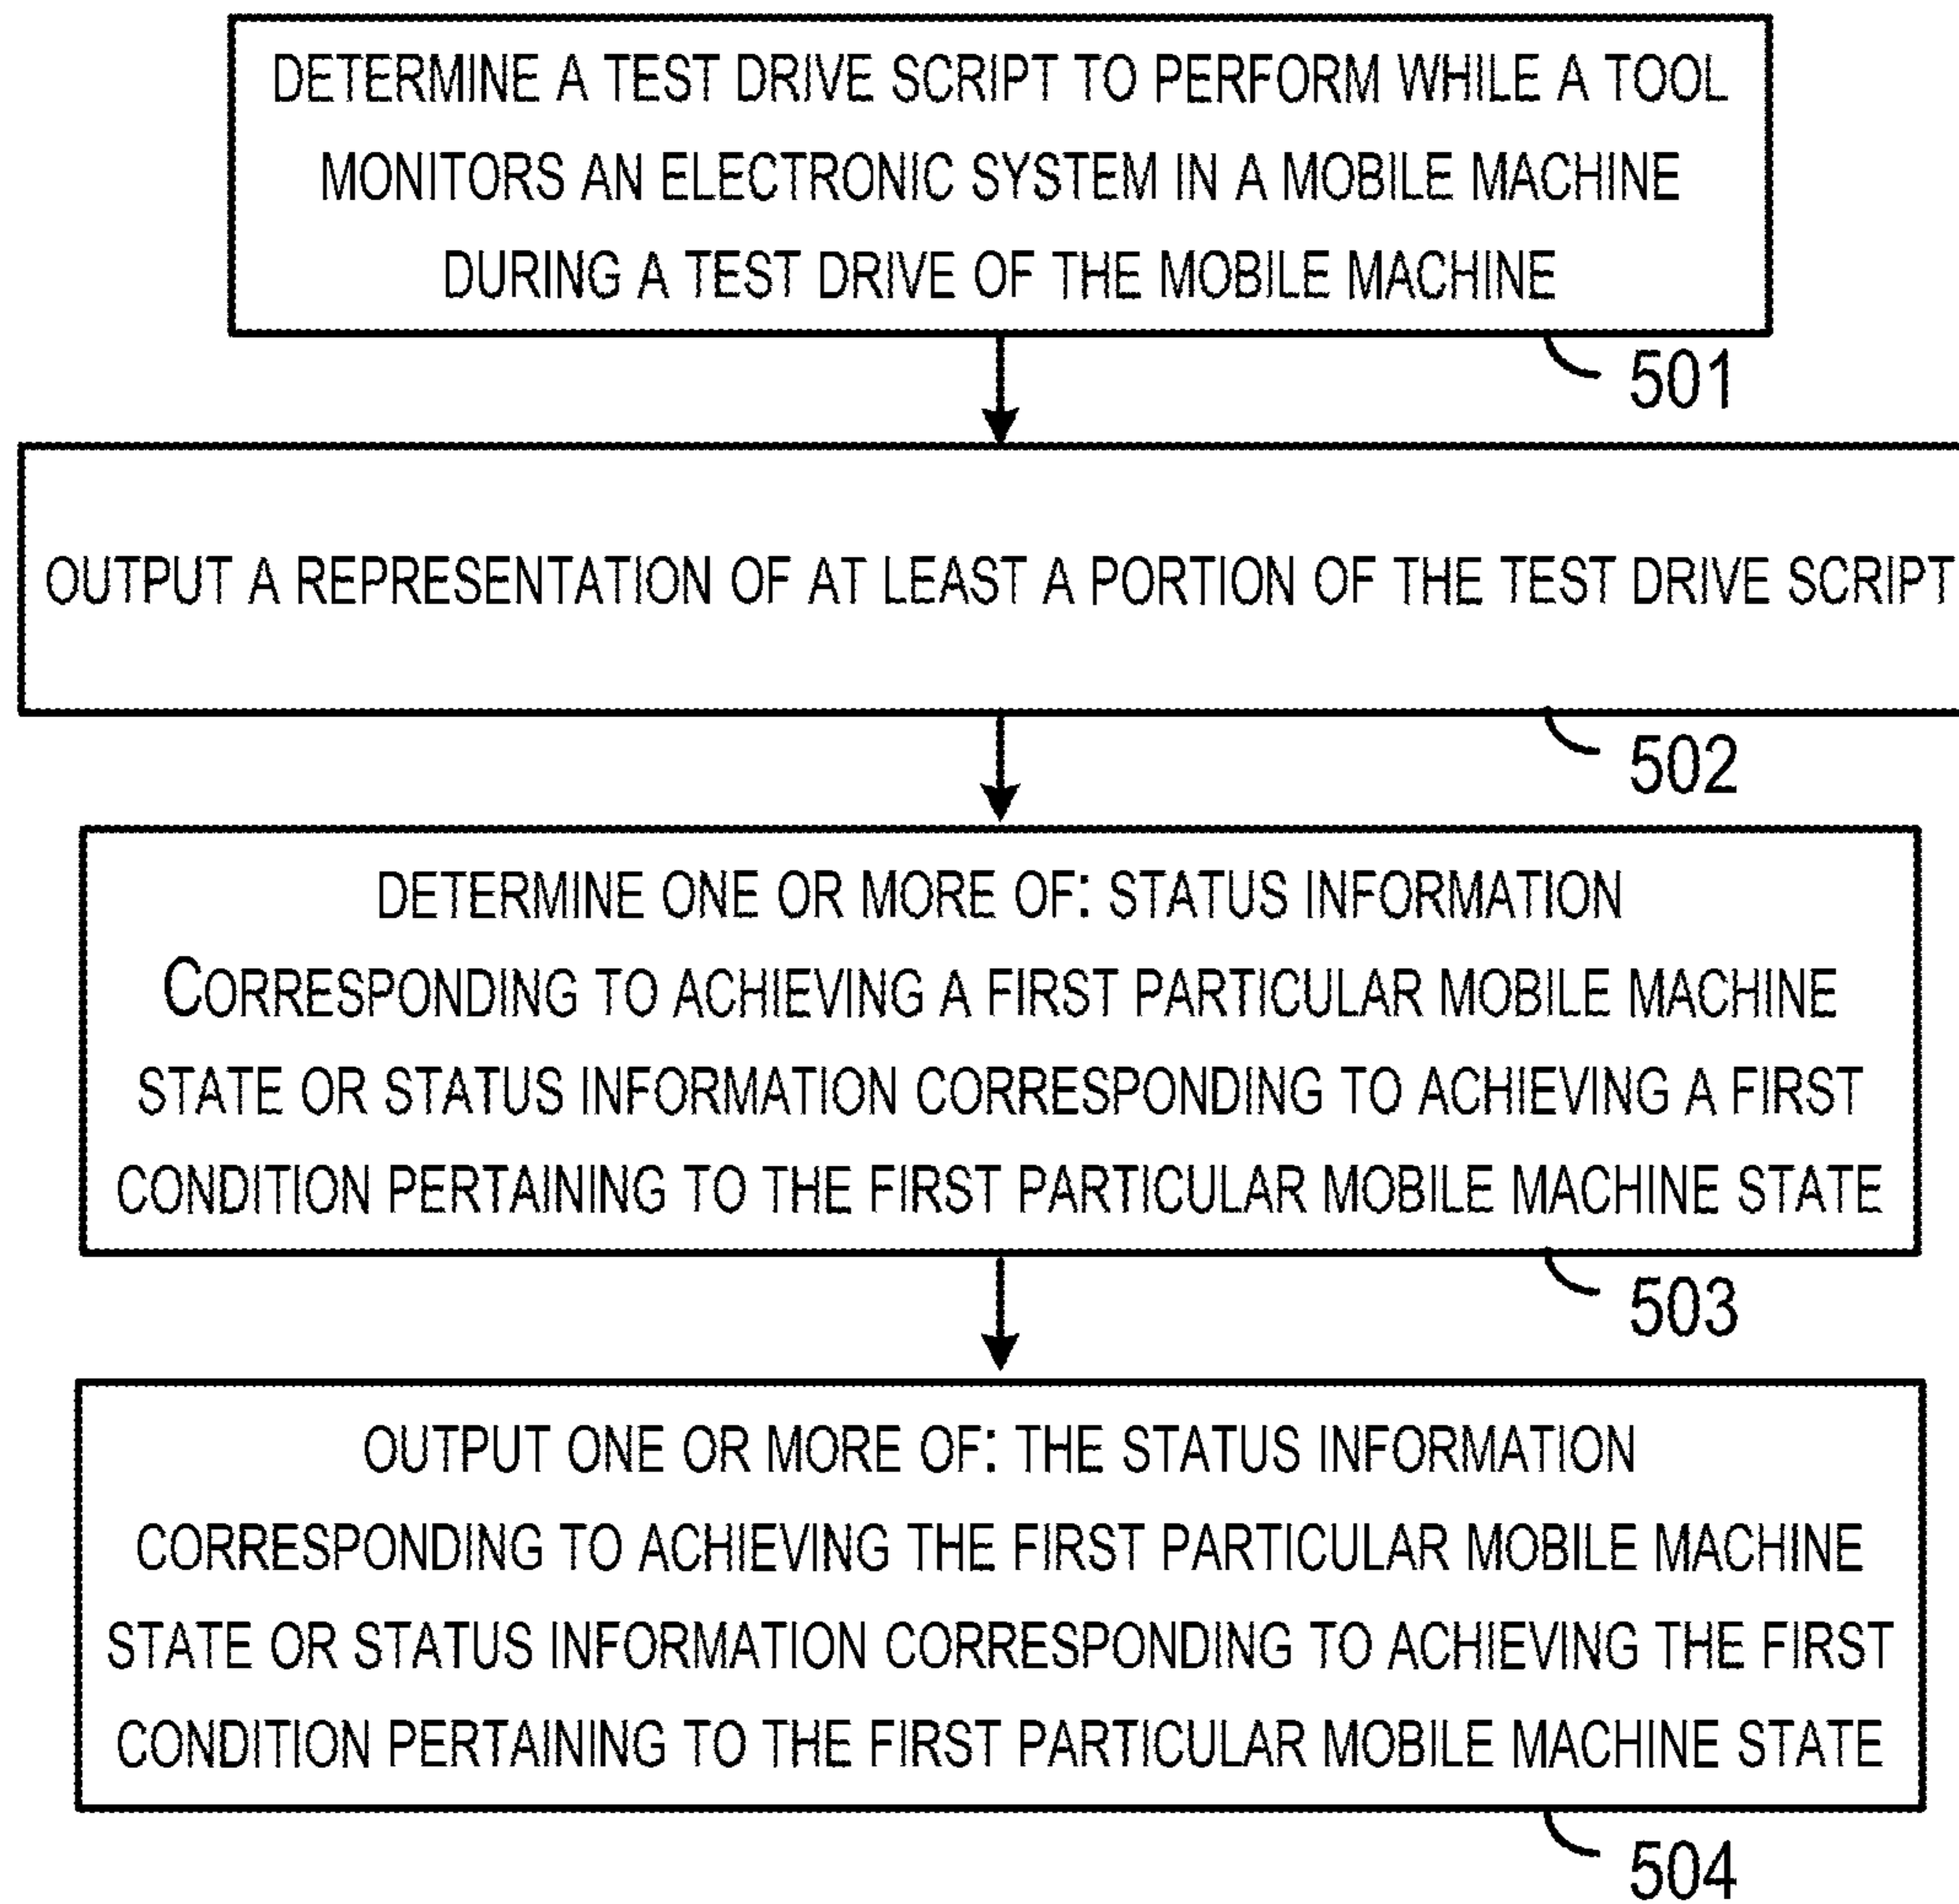 DETERMINE A TEST DRIVE SCRIPT TO PERFORM WHILE A TOOL
MONITORS AN ELECTRONIC SYSTEM IN A MOBILE MACHINE
DURING A TEST DRIVE OF THE MOBILE MACHINE
501
OUTPUT A REPRESENTATION OF AT LEAST A PORTION OF THE TEST DRIVE SCRIPT
502
DETERMINE ONE OR MORE OF: STATUS INFORMATION
CORRESPONDING TO ACHIEVING A FIRST PARTICULAR MOBILE MACHINE
STATE OR STATUS INFORMATION CORRESPONDING TO ACHIEVING A FIRST
CONDITION PERTAINING TO THE FIRST PARTICULAR MOBILE MACHINE STATE
503
OUTPUT ONE OR MORE OF: THE STATUS INFORMATION
CORRESPONDING TO ACHIEVING THE FIRST PARTICULAR MOBILE MACHINE
STATE OR STATUS INFORMATION CORRESPONDING TO ACHIEVING THE FIRST
CONDITION PERTAINING TO THE FIRST PARTICULAR MOBILE MACHINE STATE
504